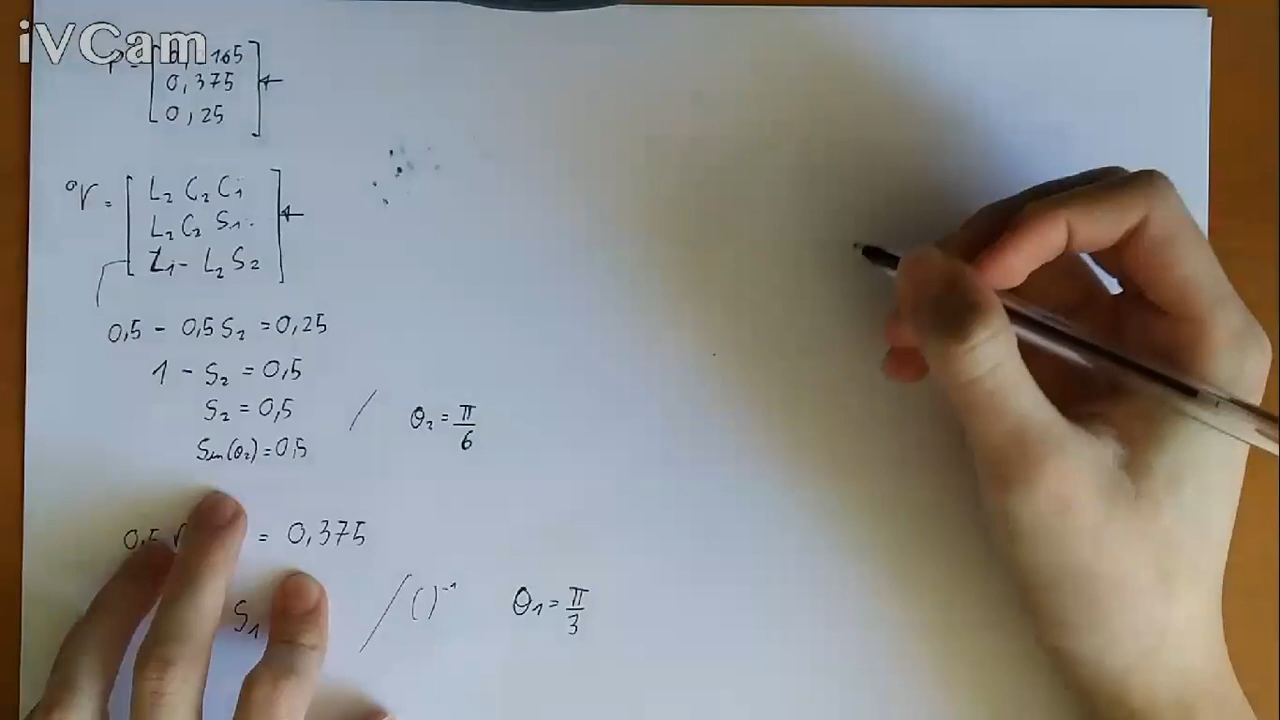 iVCam
0,375
0,25
⁰r = [ L₂ C₂ C₁
L₂ C₂ S₁
L₁ - L₂ S₂ ]
0,5 - 0,5 S₂ = 0,25
1 - S₂ = 0,5
S₂ = 0,5 / θ₂ = π/6
Sin(θ₂) = 0,5
= 0,375
S₁ / ( )⁻¹ θ₁ = π/3